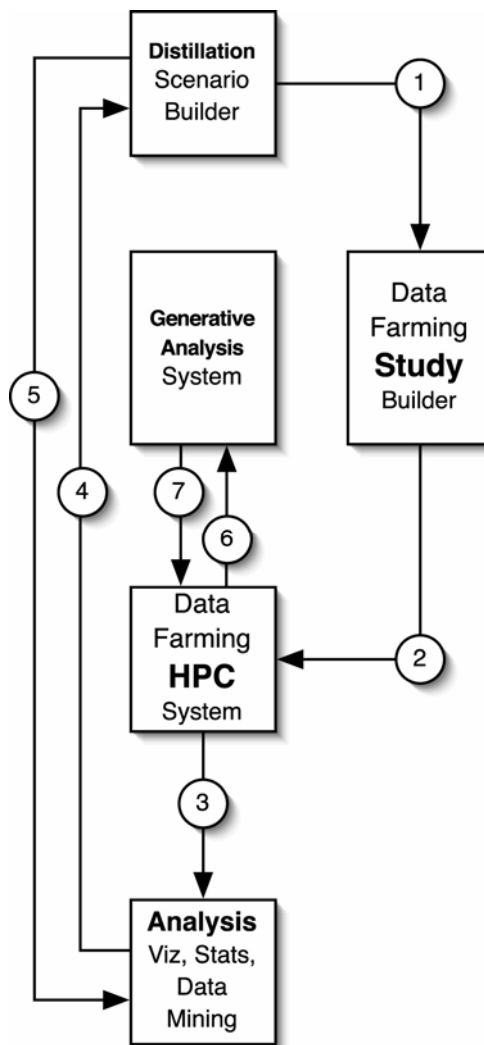 Distillation
Scenario
Builder
1
Generative
Analysis
System
Data
Farming
Study
Builder
5
4
7
6
Data
Farming
HPC
System
2
3
Analysis
Viz, Stats,
Data
Mining